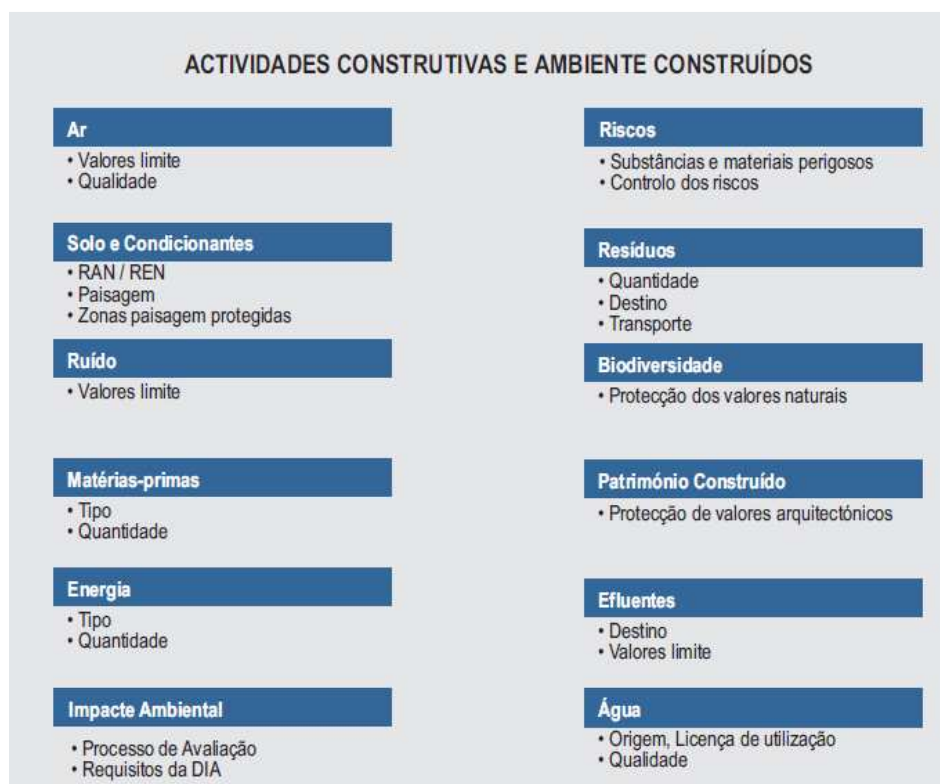 ACTIVIDADES CONSTRUTIVAS E AMBIENTE CONSTRUÍDOS
Ar
• Valores limite
• Qualidade
Solo e Condicionantes
• RAN / REN
• Paisagem
• Zonas paisagem protegidas
Ruído
• Valores limite
Matérias-primas
• Tipo
• Quantidade
Energia
• Tipo
• Quantidade
Impacte Ambiental
• Processo de Avaliação
• Requisitos da DIA
Riscos
• Substâncias e materiais perigosos
• Controlo dos riscos
Resíduos
• Quantidade
• Destino
• Transporte
Biodiversidade
• Protecção dos valores naturais
Património Construído
• Protecção de valores arquitectónicos
Efluentes
• Destino
• Valores limite
Água
• Origem, Licença de utilização
• Qualidade